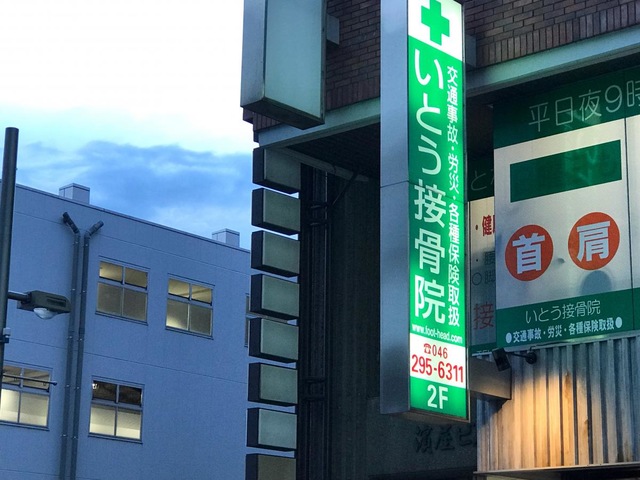 いとう接骨院
交通事故・労災・各種保険取扱
www.foot-head.com
☎046
295-6311
2F
平日夜9時
首 肩
いとう接骨院
●交通事故・労災・各種保険取扱●